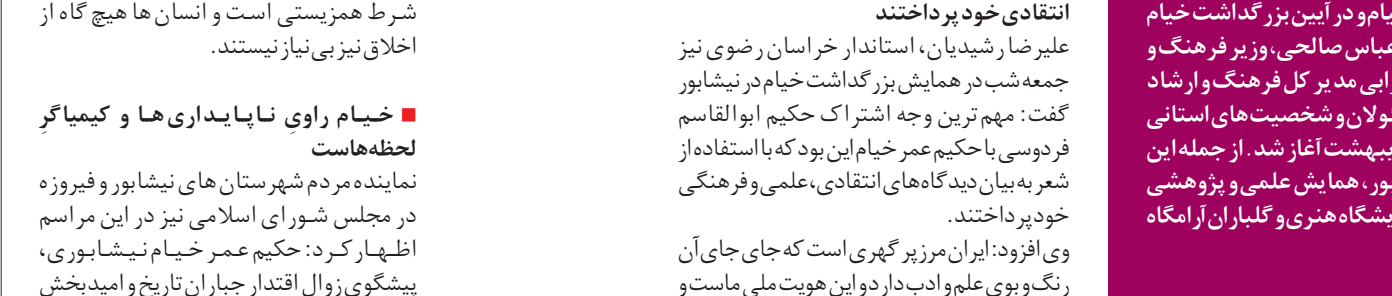 یام‌و در آیین بزرگداشت خیام
عباس صالحی،وزیر فرهنگ و
رابی مدیر کل فرهنگ و ارشاد
ئولان و شخصیت‌های استانی
یبهشت آغاز شد. از جمله این
ور، همایش علمی و پژوهشی
یشگاه هنری و گلباران آرامگاه
انتقادی خود پرداختند
علیرضا رشیدیان، استاندار خراسان رضوی نیز
جمعه شب در همایش بزرگداشت خیام در نیشابور
گفت: مهم ترین وجه اشتراک حکیم ابوالقاسم
فردوسی با حکیم عمر خیام این بود که با استفاده از
شعر به بیان دیدگاه‌های انتقادی، علمی و فرهنگی
خود پرداختند.
وی افزود: ایران مرز پر گهری است که جای جای آن
رنگ و بوی علم و ادب دارد و این هویت ملی ماست و
شرط همزیستی است و انسان ها هیچ گاه از
اخلاق نیز بی نیاز نیستند.
■ خیام راویِ ناپایداری‌ها و کیمیاگرِ
لحظه‌هاست
نماینده مردم شهرستان های نیشابور و فیروزه
در مجلس شورای اسلامی نیز در این مراسم
اظهار کرد: حکیم عمر خیام نیشابوری،
پیشگوی زوال اقتدار جباران تاریخ و امیدبخش